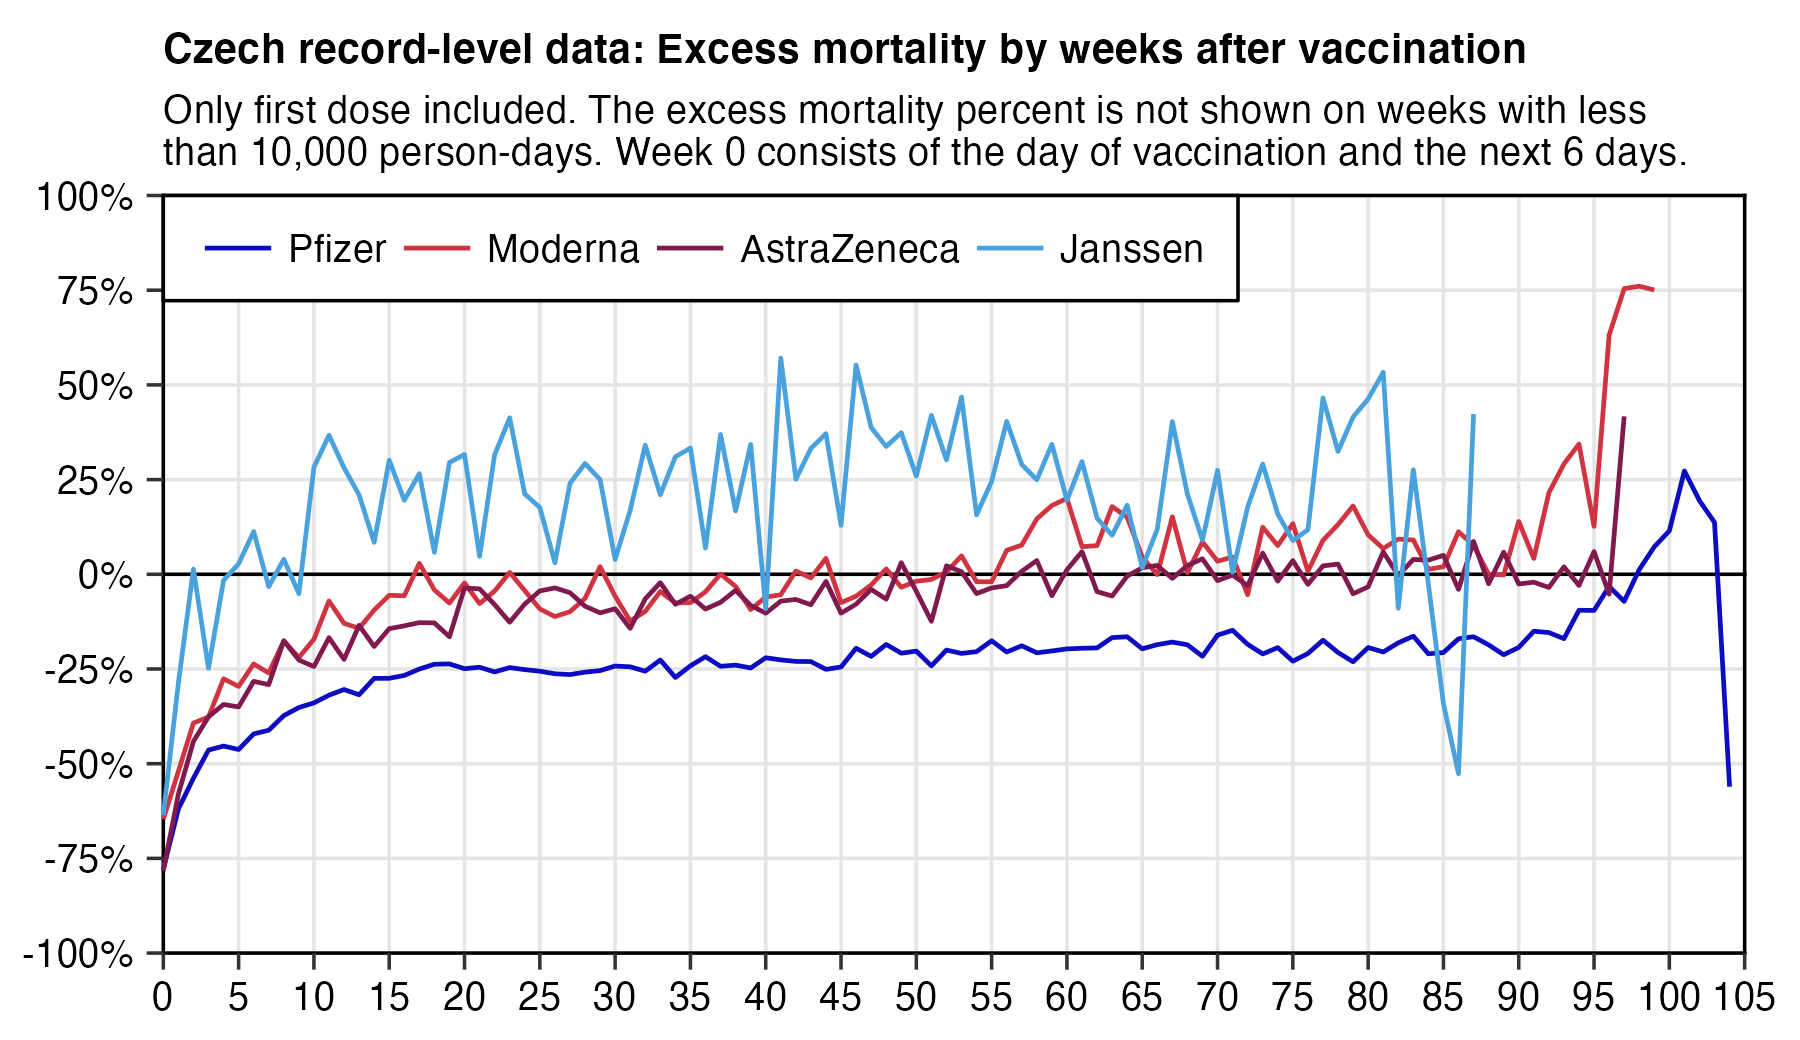 Czech record-level data: Excess mortality by weeks after vaccination
Only first dose included. The excess mortality percent is not shown on weeks with less
than 10,000 person-days. Week 0 consists of the day of vaccination and the next 6 days.
100%
Pfizer Moderna AstraZeneca Janssen
75%
50%
25%
0%
-25%
-50%
-75%
-100%
0 5 10 15 20 25 30 35 40 45 50 55 60 65 70 75 80 85 90 95 100 105